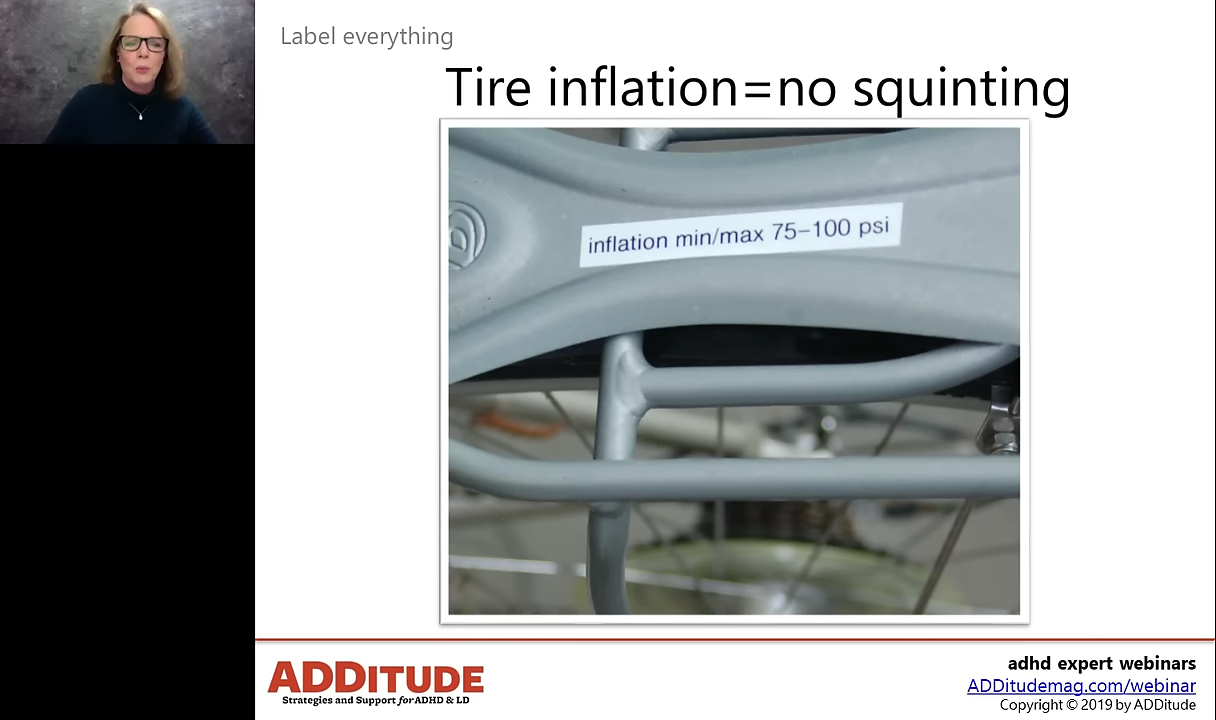 Label everything
Tire inflation=no squinting
inflation min/max 75–100 psi
ADDITUDE
Strategies and Support for ADHD & LD
adhd expert webinars
ADDitudemag.com/webinar
Copyright © 2019 by ADDitude